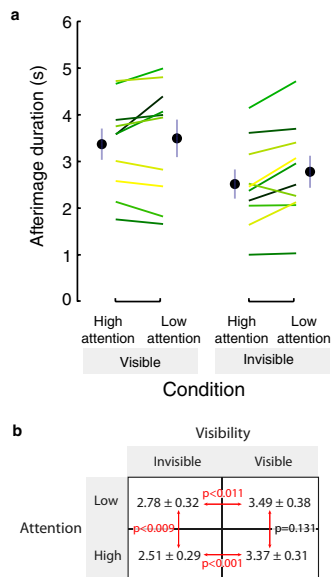 a
Afterimage duration (s)
6
5
4
3
2
1
0
High attention
Low attention
High attention
Low attention
Visible
Invisible
Condition
b
Visibility
Invisible
Visible
Attention
Low
2.78 ± 0.32
p<0.011
3.49 ± 0.38
p<0.009
p=0.131
High
2.51 ± 0.29
p<0.001
3.37 ± 0.31